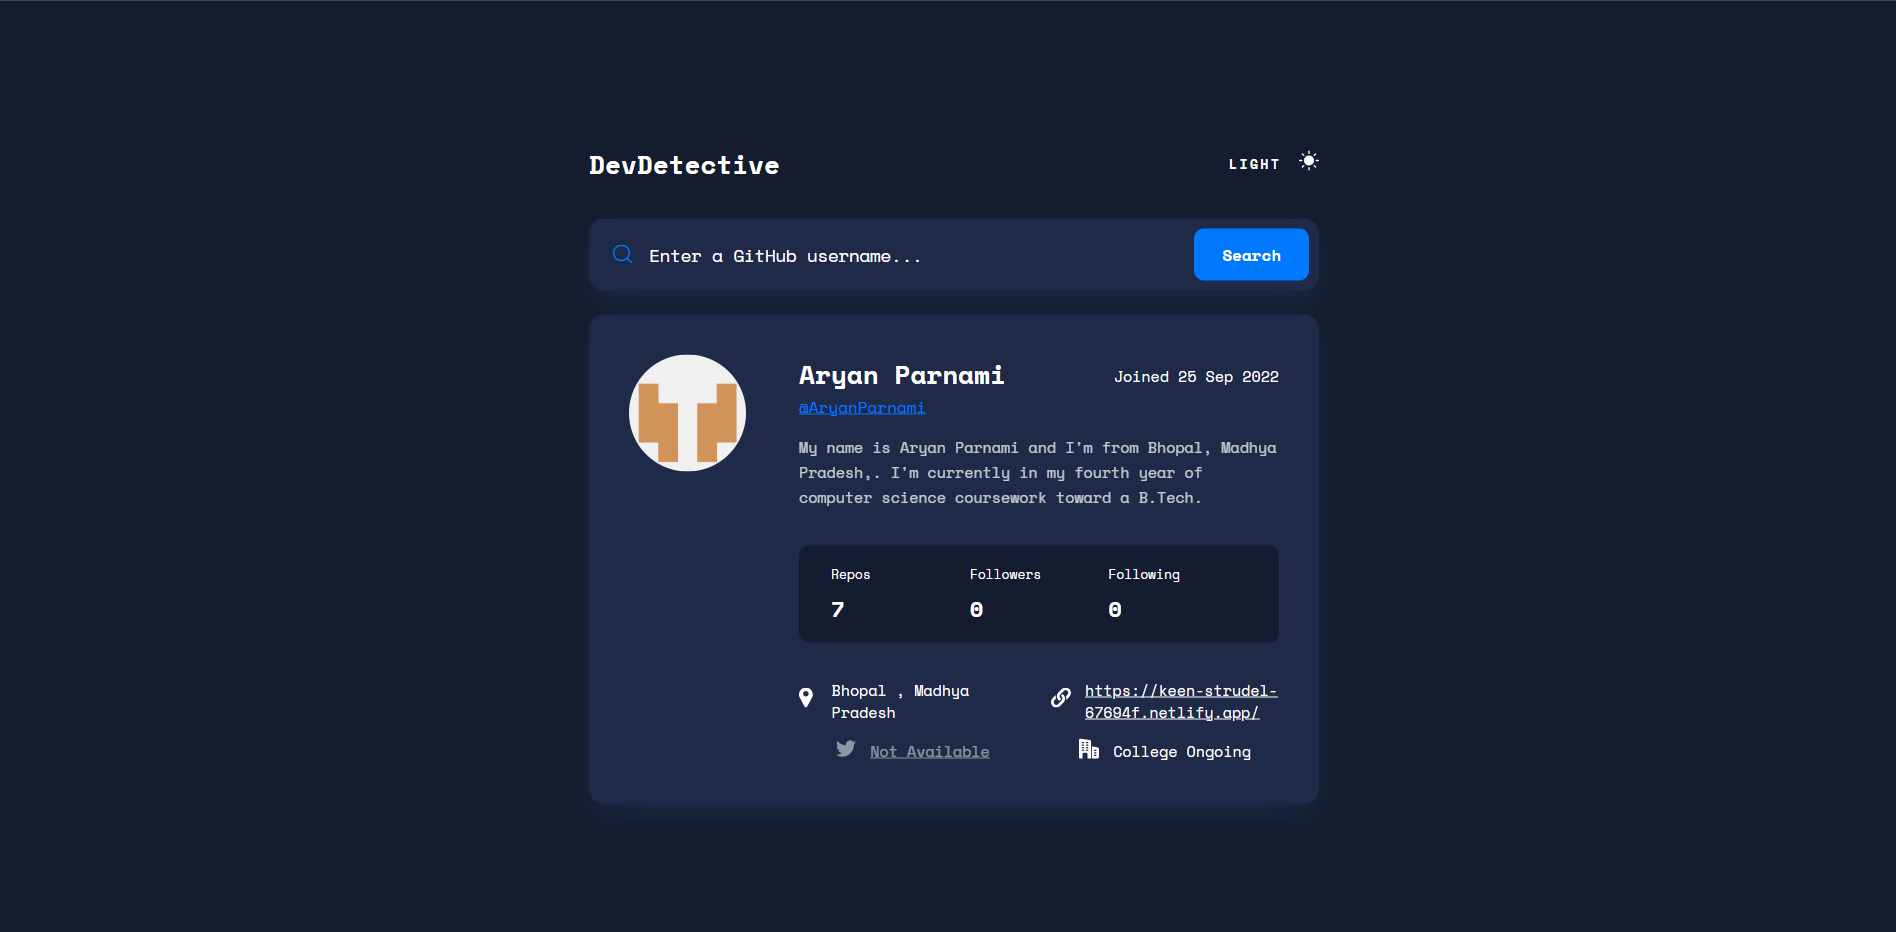 DevDetective
LIGHT
Enter a GitHub username...
Search
Aryan Parnami
Joined 25 Sep 2022
@AryanParnami
My name is Aryan Parnami and I'm from Bhopal, Madhya
Pradesh,. I'm currently in my fourth year of
computer science coursework toward a B.Tech.
Repos Followers Following
7 0 0
Bhopal , Madhya
Pradesh
https://keen-strudel-
67694f.netlify.app/
Not Available
College Ongoing